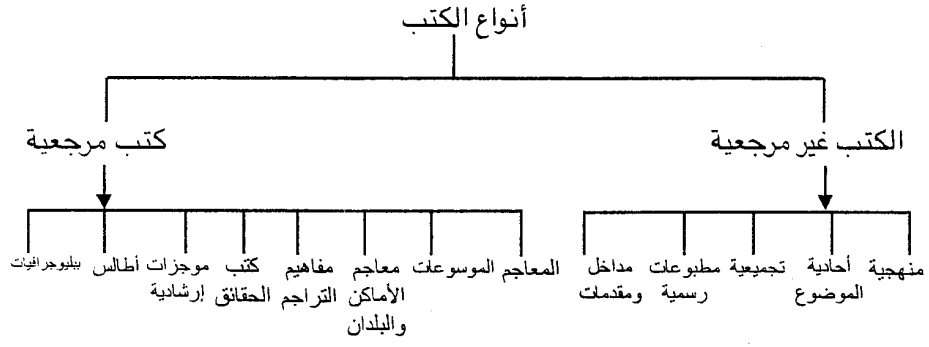 أنواع الكتب
الكتب غير مرجعية
كتب مرجعية
منهجية
أحادية
الموضوع
تجميعية
مطبوعات
رسمية
مداخل
ومقدمات
المعاجم
الموسوعات
معاجم
الأماكن
والبلدان
مفاهيم
التراجم
كتب
الحقائق
موجزات
إرشادية
أطالس
ببليوجرافيات